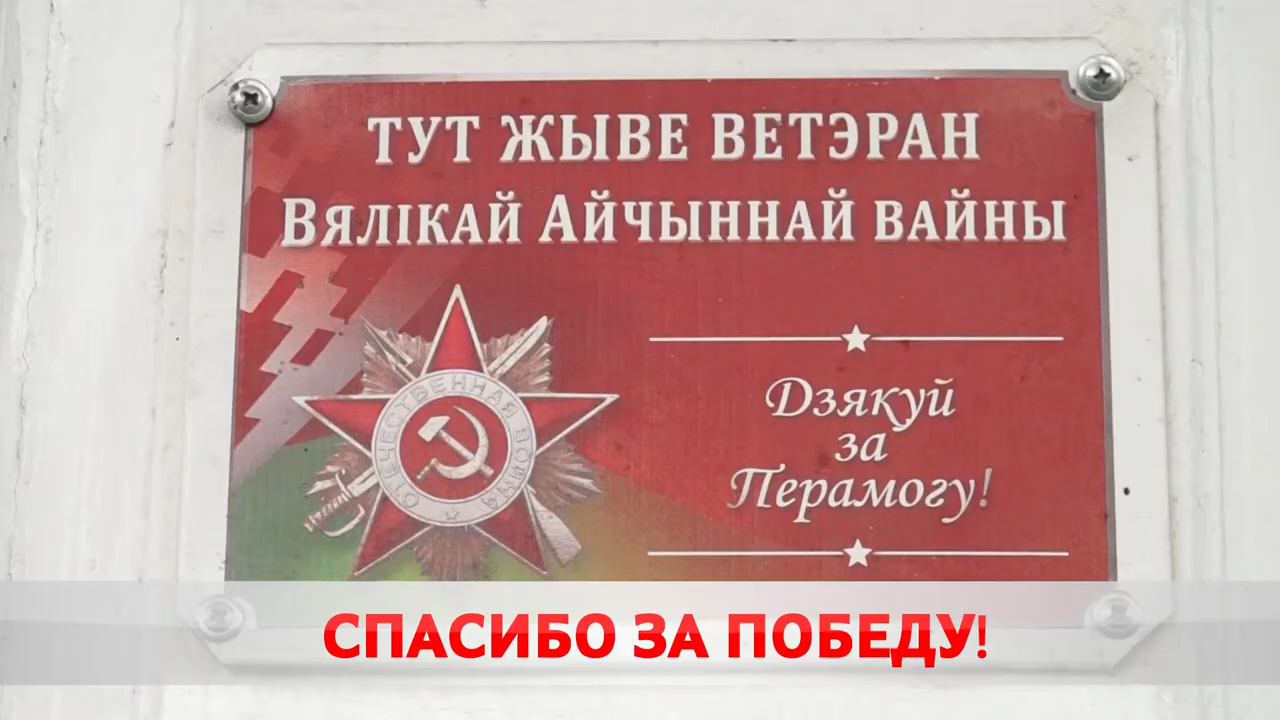 ТУТ ЖЫВЕ ВЕТЭРАН
ВЯЛІКАЙ АЙЧЫННАЙ ВАЙНЫ
ОТЕЧЕСТВЕННАЯ ВОЙНА
Дзякуй
за
Перамогу!
СПАСИБО ЗА ПОБЕДУ!